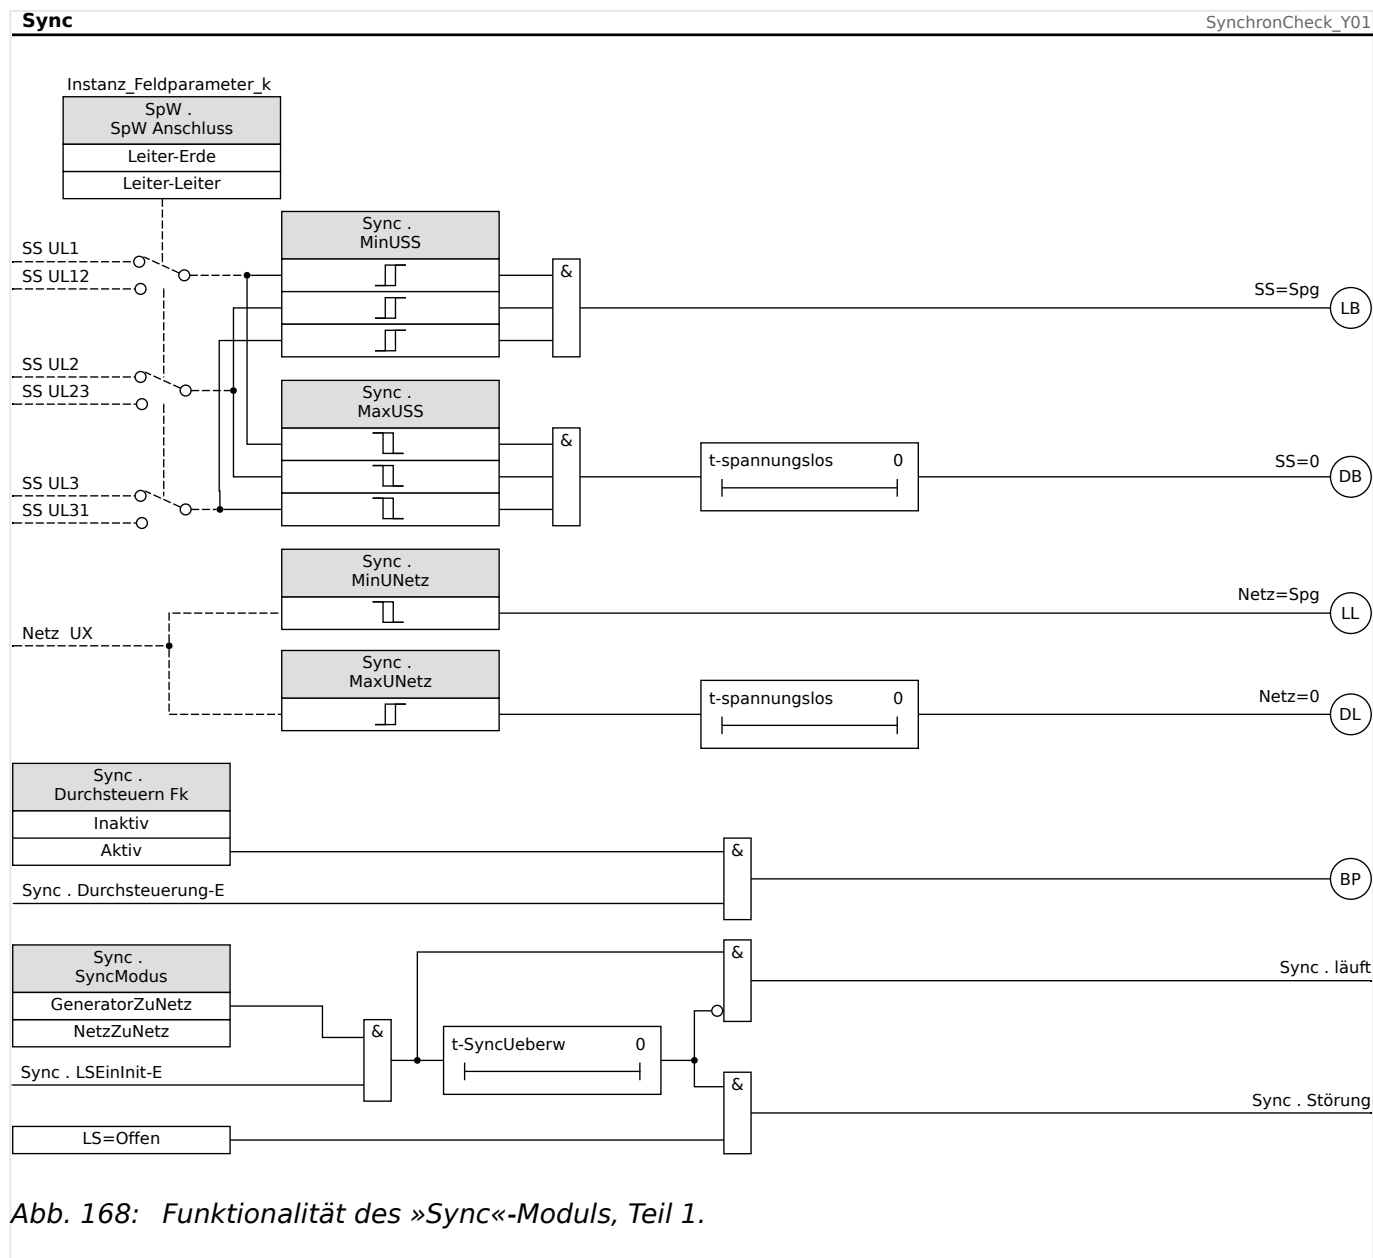 Sync
SynchronCheck_Y01
Instanz_Feldparameter_k
SpW .
SpW Anschluss
Leiter-Erde
Leiter-Leiter
SS UL1
SS UL12
SS UL2
SS UL23
SS UL3
SS UL31
Sync .
MinUSS
&
SS=Spg
LB
Sync .
MaxUSS
&
t-spannungslos 0
SS=0
DB
Sync .
MinUNetz
Netz=Spg
LL
Netz UX
Sync .
MaxUNetz
t-spannungslos 0
Netz=0
DL
Sync .
Durchsteuern Fk
Inaktiv
Aktiv
&
Sync . Durchsteuerung-E
BP
Sync .
SyncModus
GeneratorZuNetz
NetzZuNetz
&
Sync . läuft
&
t-SyncUeberw 0
Sync . LSEinInit-E
&
Sync . Störung
LS=Offen
Abb. 168: Funktionalität des »Sync«-Moduls, Teil 1.